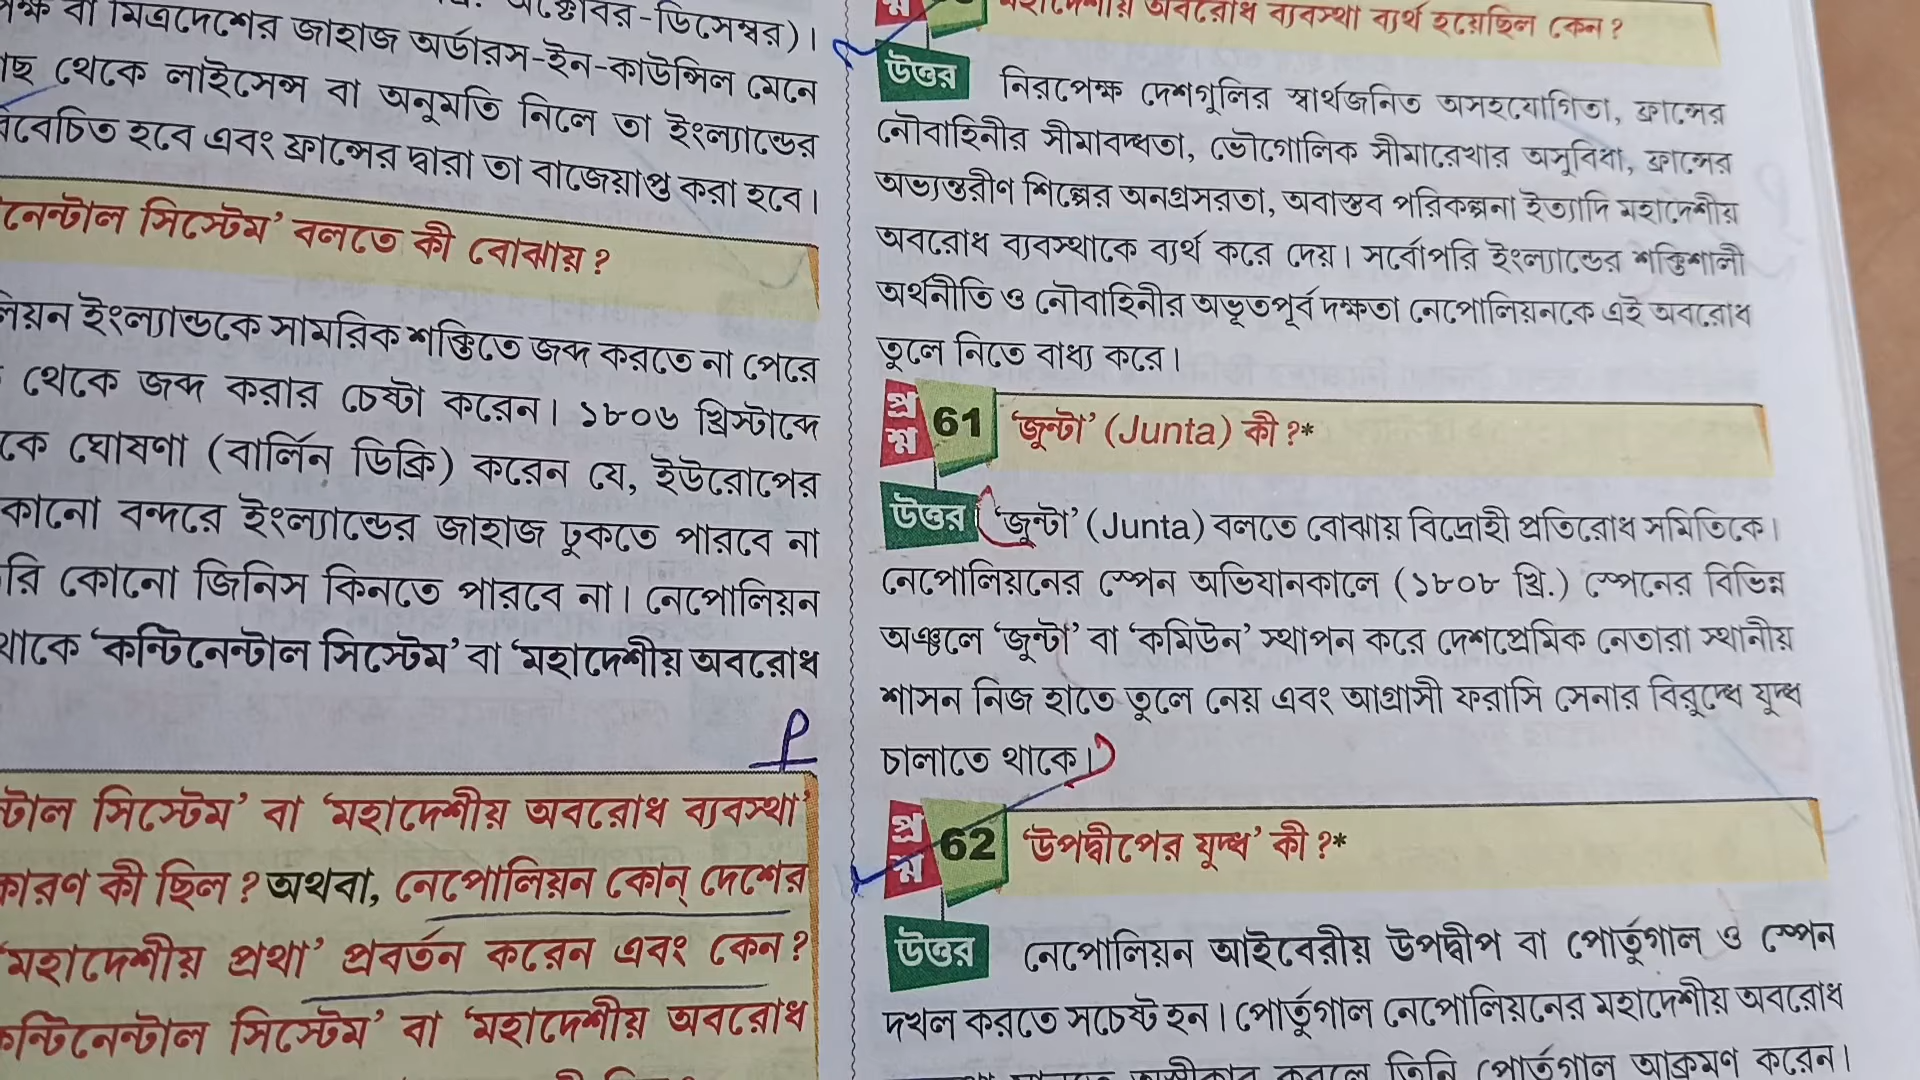 বা মিত্রদেশের জাহাজ অর্ডারস-ইন-কাউন্সিল মেনে
থেকে লাইসেন্স বা অনুমতি নিলে তা ইংল্যান্ডের
হবে এবং ফ্রান্সের দ্বারা তা বাজেয়াপ্ত করা হবে।
সিস্টেম’ বলতে কী বোঝায় ?
ইংল্যান্ডকে সামরিক শক্তিতে জব্দ করতে না পেরে
থেকে জব্দ করার চেষ্টা করেন। ১৮০৬ খ্রিস্টাব্দে
ঘোষণা (বার্লিন ডিক্রি) করেন যে, ইউরোপের
বন্দরে ইংল্যান্ডের জাহাজ ঢুকতে পারবে না
কোনো জিনিস কিনতে পারবে না। নেপোলিয়ন
‘কন্টিনেন্টাল সিস্টেম’ বা ‘মহাদেশীয় অবরোধ
সিস্টেম’ বা ‘মহাদেশীয় অবরোধ ব্যবস্থা’
কী ছিল ? অথবা, নেপোলিয়ন কোন্ দেশের
‘মহাদেশীয় প্রথা’ প্রবর্তন করেন এবং কেন ?
সিস্টেম’ বা ‘মহাদেশীয় অবরোধ
মহাদেশীয় অবরোধ ব্যবস্থা ব্যর্থ হয়েছিল কেন ?
উত্তর নিরপেক্ষ দেশগুলির স্বার্থজনিত অসহযোগিতা, ফ্রান্সের
নৌবাহিনীর সীমাবদ্ধতা, ভৌগোলিক সীমারেখার অসুবিধা, ফ্রান্সের
অভ্যন্তরীণ শিল্পের অনগ্রসরতা, অবাস্তব পরিকল্পনা ইত্যাদি মহাদেশীয়
অবরোধ ব্যবস্থাকে ব্যর্থ করে দেয়। সর্বোপরি ইংল্যান্ডের শক্তিশালী
অর্থনীতি ও নৌবাহিনীর অভূতপূর্ব দক্ষতা নেপোলিয়নকে এই অবরোধ
তুলে নিতে বাধ্য করে।
প্রশ্ন 61 ‘জুন্টা’ (Junta) কী ?*
উত্তর ‘জুন্টা’ (Junta) বলতে বোঝায় বিদ্রোহী প্রতিরোধ সমিতিকে।
নেপোলিয়নের স্পেন অভিযানকালে (১৮০৮ খ্রি.) স্পেনের বিভিন্ন
অঞ্চলে ‘জুন্টা’ বা ‘কমিউন’ স্থাপন করে দেশপ্রেমিক নেতারা স্থানীয়
শাসন নিজ হাতে তুলে নেয় এবং আগ্রাসী ফরাসি সেনার বিরুদ্ধে যুদ্ধ
চালাতে থাকে।
প্রশ্ন 62 ‘উপদ্বীপের যুদ্ধ’ কী ?*
উত্তর নেপোলিয়ন আইবেরীয় উপদ্বীপ বা পোর্তুগাল ও স্পেন
দখল করতে সচেষ্ট হন। পোর্তুগাল নেপোলিয়নের মহাদেশীয় অবরোধ
তিনি পোর্তুগাল আক্রমণ করেন।